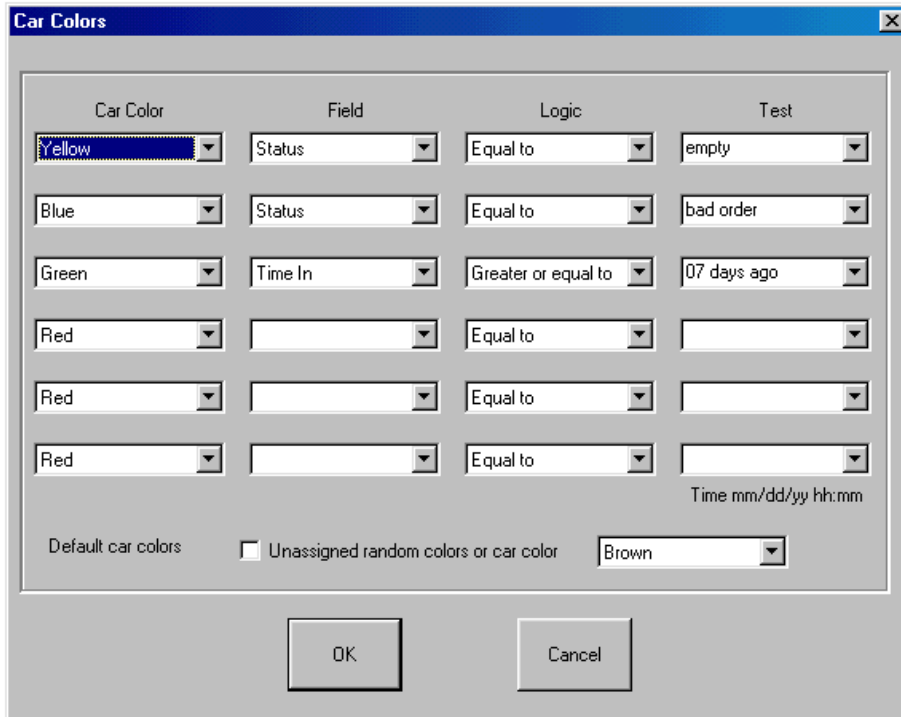 Car Colors
Car Color Field Logic Test
Yellow Status Equal to empty
Blue Status Equal to bad order
Green Time In Greater or equal to 07 days ago
Red Equal to
Red Equal to
Red Equal to
Time mm/dd/yy hh:mm
Default car colors Unassigned random colors or car color Brown
OK Cancel